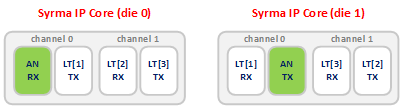 Syrma IP Core (die 0)
channel 0
channel 1
AN
RX
LT[1]
TX
LT[2]
RX
LT[3]
TX
Syrma IP Core (die 1)
channel 0
channel 1
LT[1]
RX
AN
TX
LT[3]
RX
LT[2]
TX